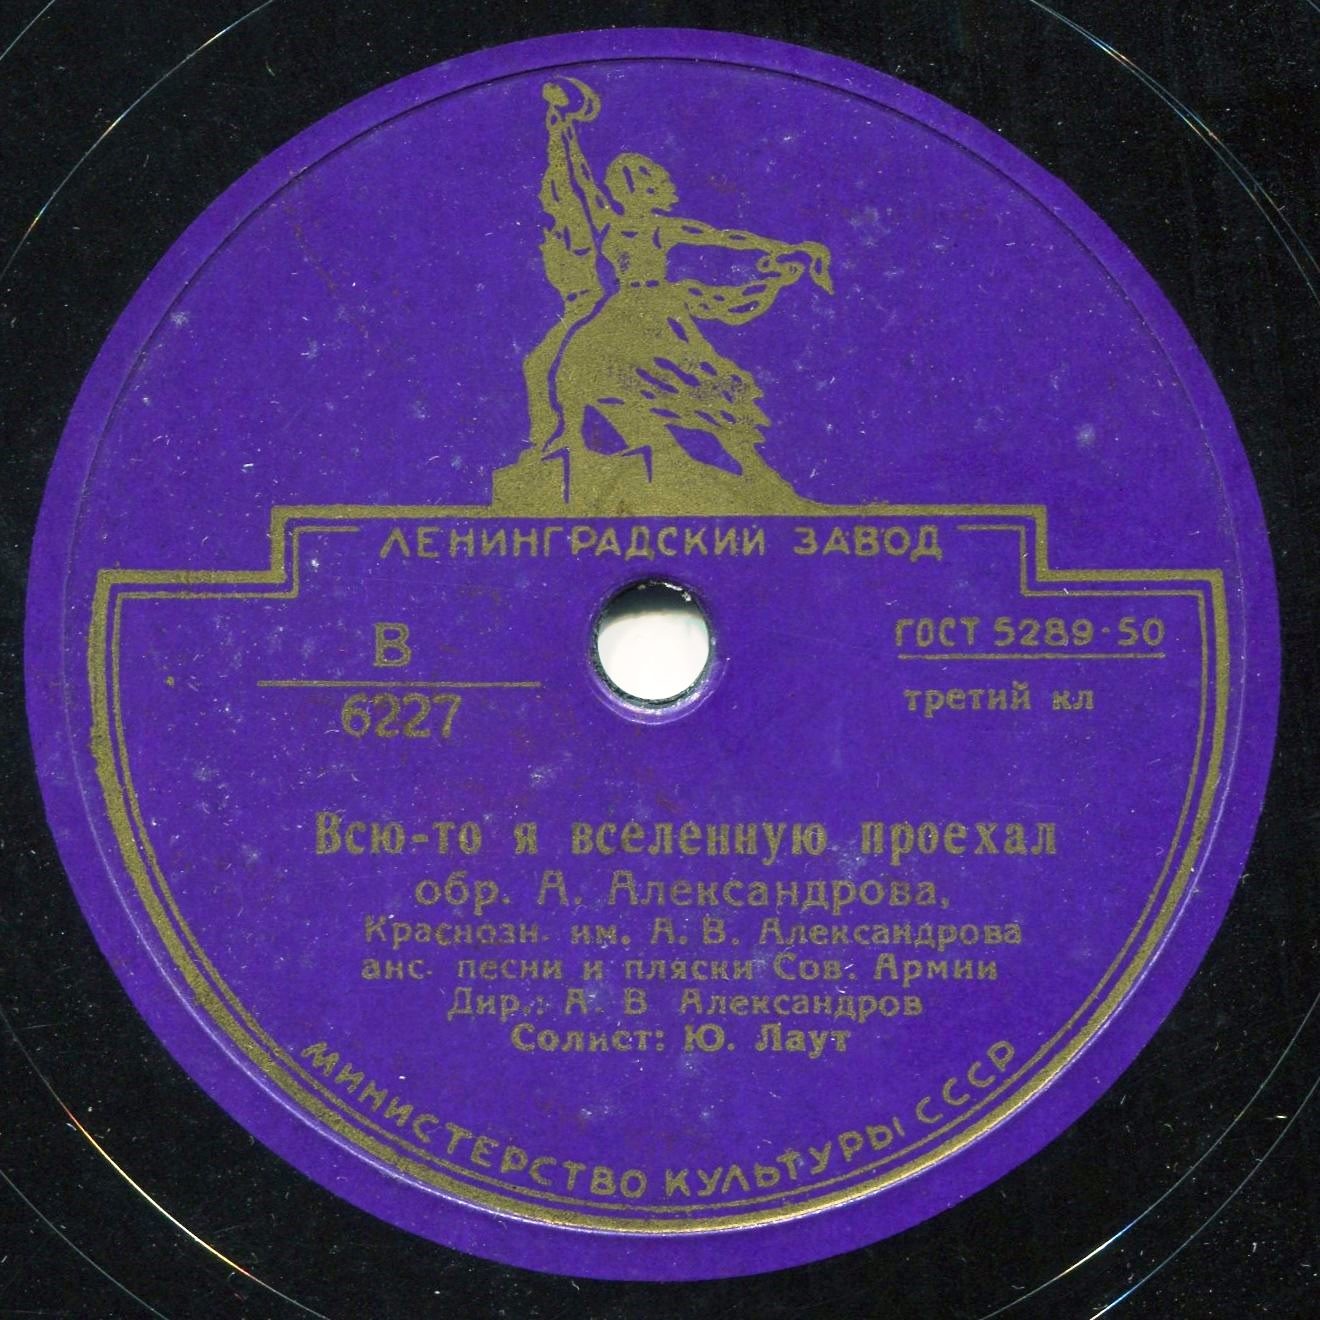 ЛЕНИНГРАДСКИЙ ЗАВОД
В
6227
ГОСТ 5289-50
третий кл
Всю-то я вселенную проехал
обр. А. Александрова,
Краснозн. им. А. В. Александрова
анс. песни и пляски Сов. Армии
Дир.: А. В Александров
Солист: Ю. Лаут
МИНИСТЕРСТВО КУЛЬТУРЫ СССР